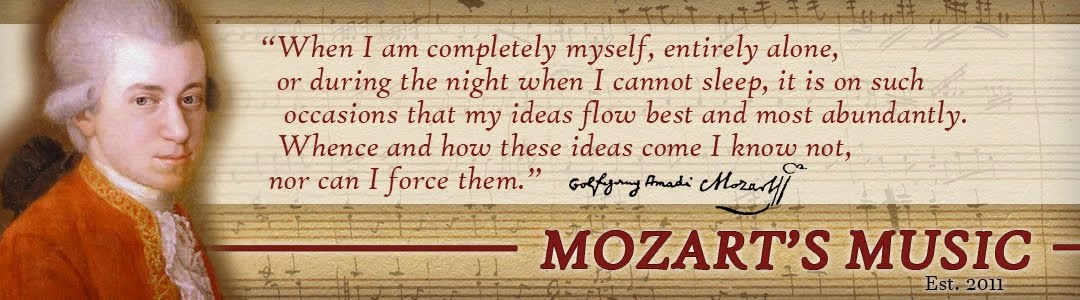 “When I am completely myself, entirely alone,
or during the night when I cannot sleep, it is on such
occasions that my ideas flow best and most abundantly.
Whence and how these ideas come I know not,
nor can I force them.”
Mozart
MOZART’S MUSIC
Est. 2011